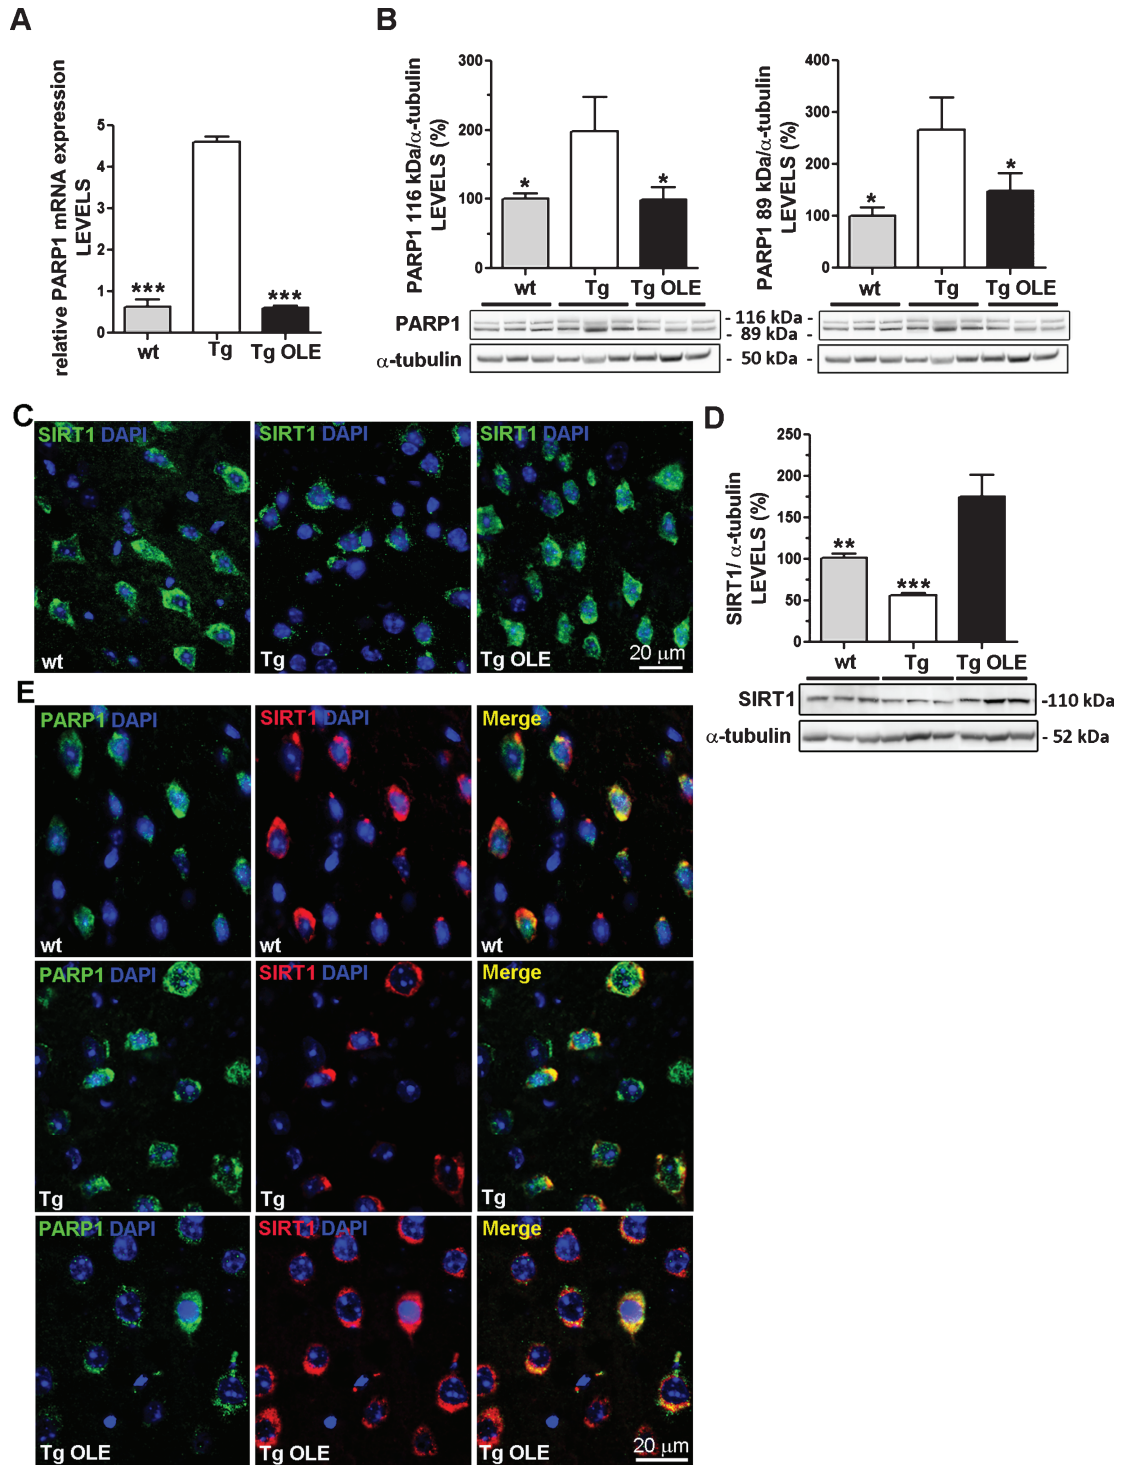 A
relative PARP1 mRNA expression
LEVELS
5
4
3
2
1
0
***
***
wt
Tg
Tg OLE
B
PARP1 116 kDa/α-tubulin
LEVELS (%)
300
200
100
0
*
*
wt
Tg
Tg OLE
PARP1 89 kDa/α-tubulin
LEVELS (%)
400
300
200
100
0
*
*
wt
Tg
Tg OLE
PARP1
- 116 kDa -
- 89 kDa -
α-tubulin
- 50 kDa -
C
SIRT1 DAPI
wt
SIRT1 DAPI
Tg
SIRT1 DAPI
Tg OLE
20 μm
D
SIRT1/ α-tubulin
LEVELS (%)
250
200
150
100
50
0
**
***
wt
Tg
Tg OLE
SIRT1
-110 kDa
α-tubulin
- 52 kDa
E
PARP1 DAPI
wt
SIRT1 DAPI
wt
Merge
wt
PARP1 DAPI
Tg
SIRT1 DAPI
Tg
Merge
Tg
PARP1 DAPI
Tg OLE
SIRT1 DAPI
Tg OLE
Merge
Tg OLE
20 μm